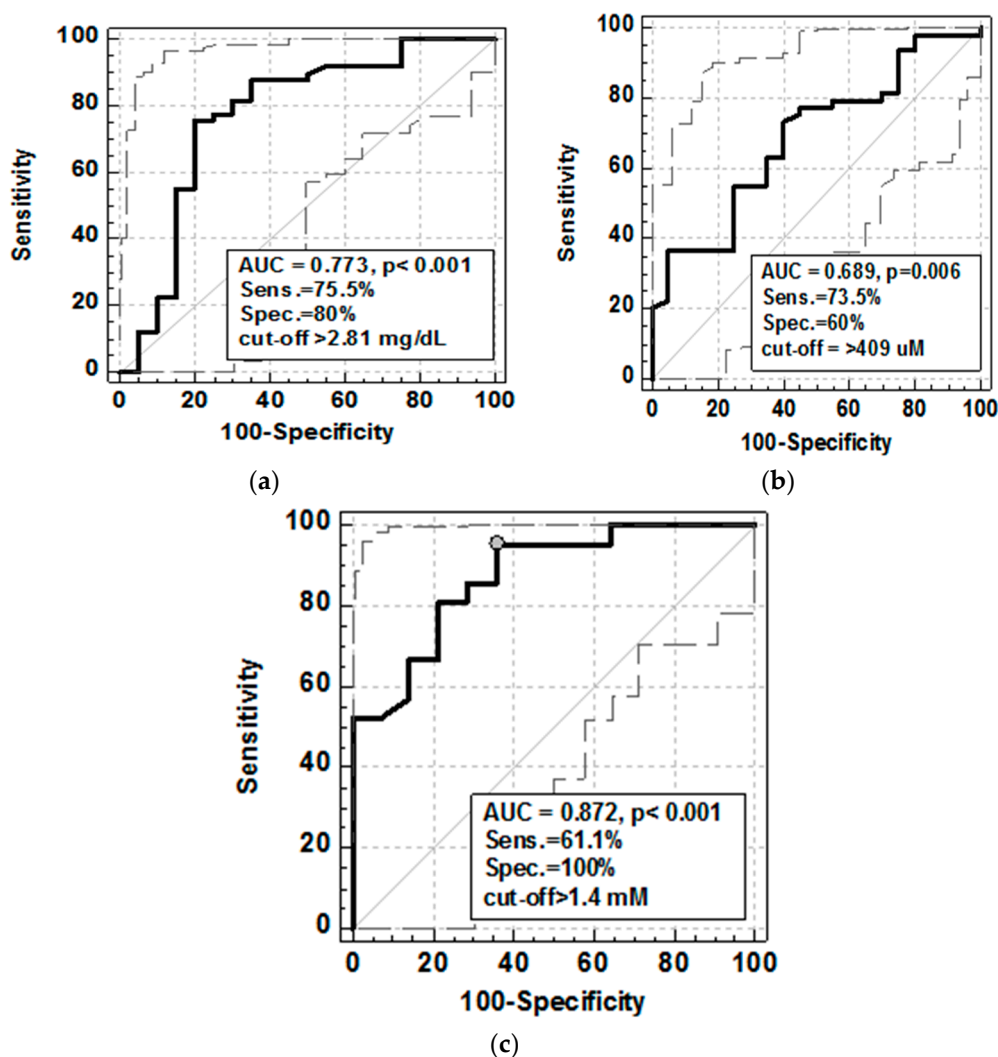 100
80
60
40
20
0
Sensitivity
AUC = 0.773, p< 0.001
Sens.=75.5%
Spec.=80%
cut-off >2.81 mg/dL
0 20 40 60 80 100
100-Specificity
(a)
100
80
60
40
20
0
Sensitivity
AUC = 0.689, p=0.006
Sens.=73.5%
Spec.=60%
cut-off = >409 uM
0 20 40 60 80 100
100-Specificity
(b)
100
80
60
40
20
0
Sensitivity
AUC = 0.872, p< 0.001
Sens.=61.1%
Spec.=100%
cut-off>1.4 mM
0 20 40 60 80 100
100-Specificity
(c)